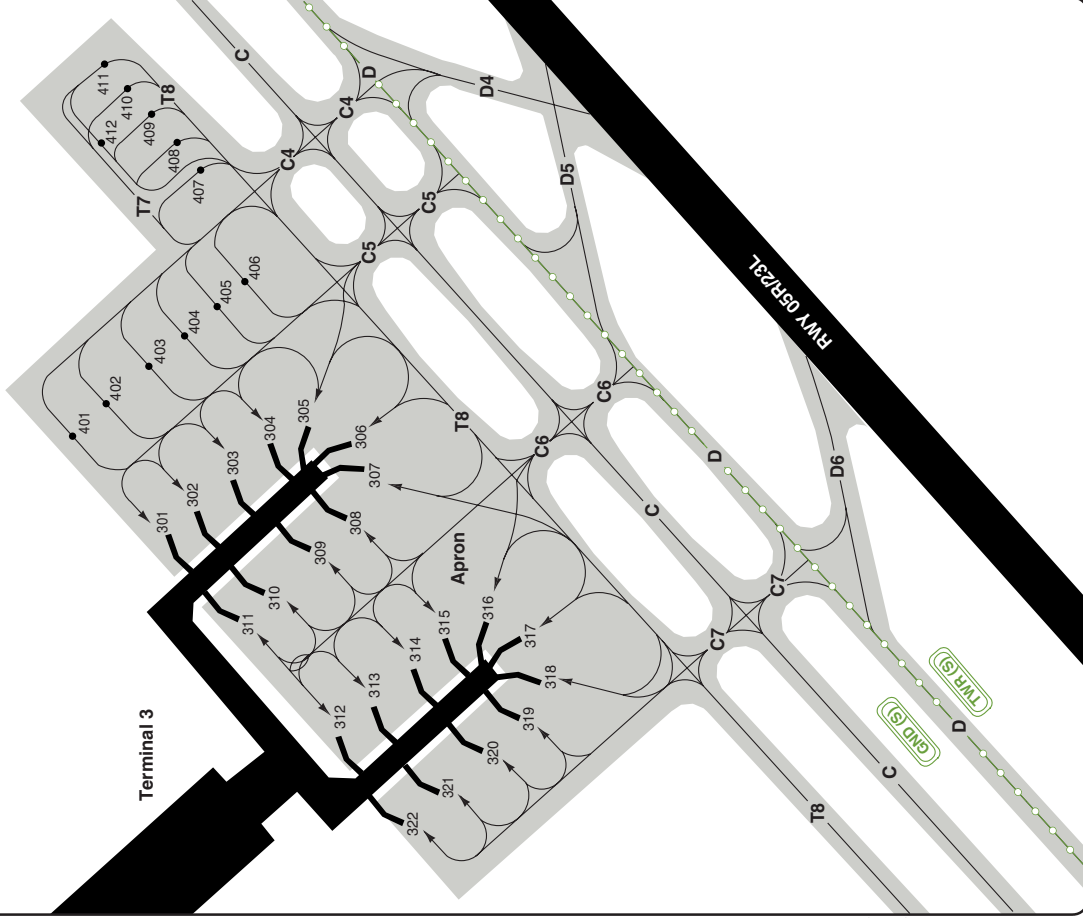 C
D
D4
C4
C4
411
410
T8
409
412
408
407
T7
C5
C5
D5
406
405
404
403
402
401
RWY 05R/23L
305
304
306
303
307
302
301
308
309
310
311
T8
C6
C6
D
D6
C
Apron
316
315
317
314
318
313
319
312
320
321
322
C7
C7
Terminal 3
TWR (S)
GND (S)
D
C
T8